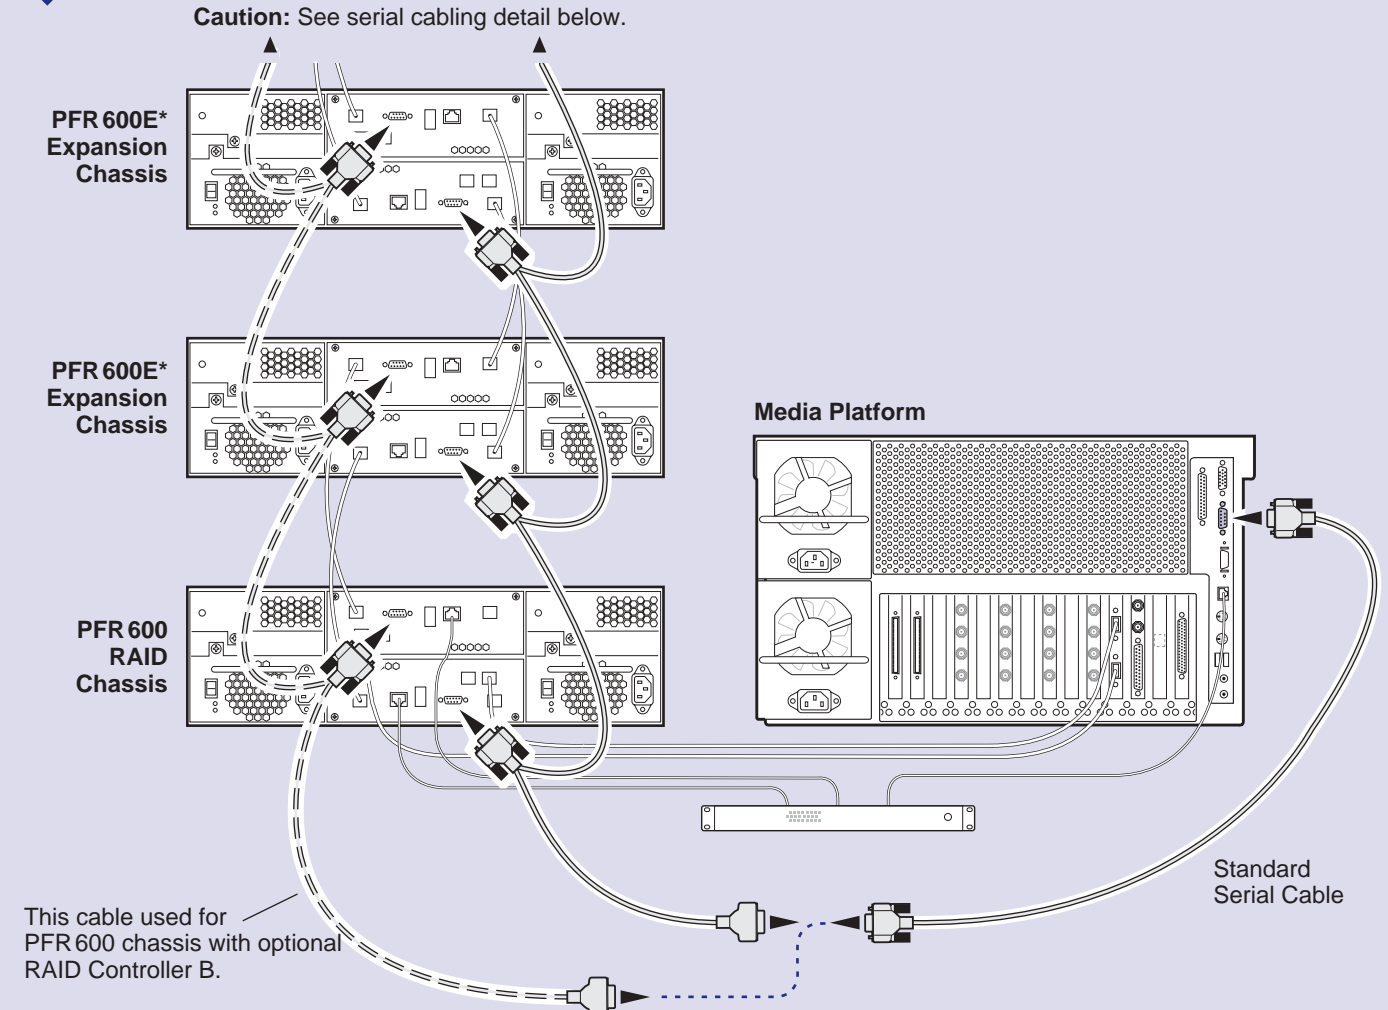 Caution: See serial cabling detail below.
PFR 600E*
Expansion
Chassis
PFR 600E*
Expansion
Chassis
Media Platform
PFR 600
RAID
Chassis
Standard
Serial Cable
This cable used for
PFR 600 chassis with optional
RAID Controller B.